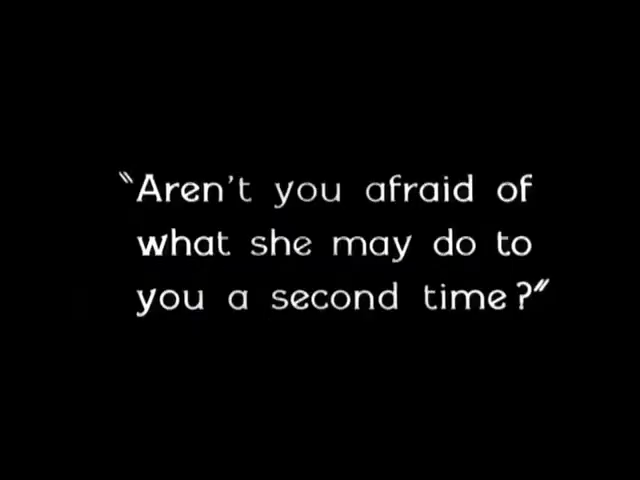 "Aren't you afraid of
what she may do to
you a second time?"